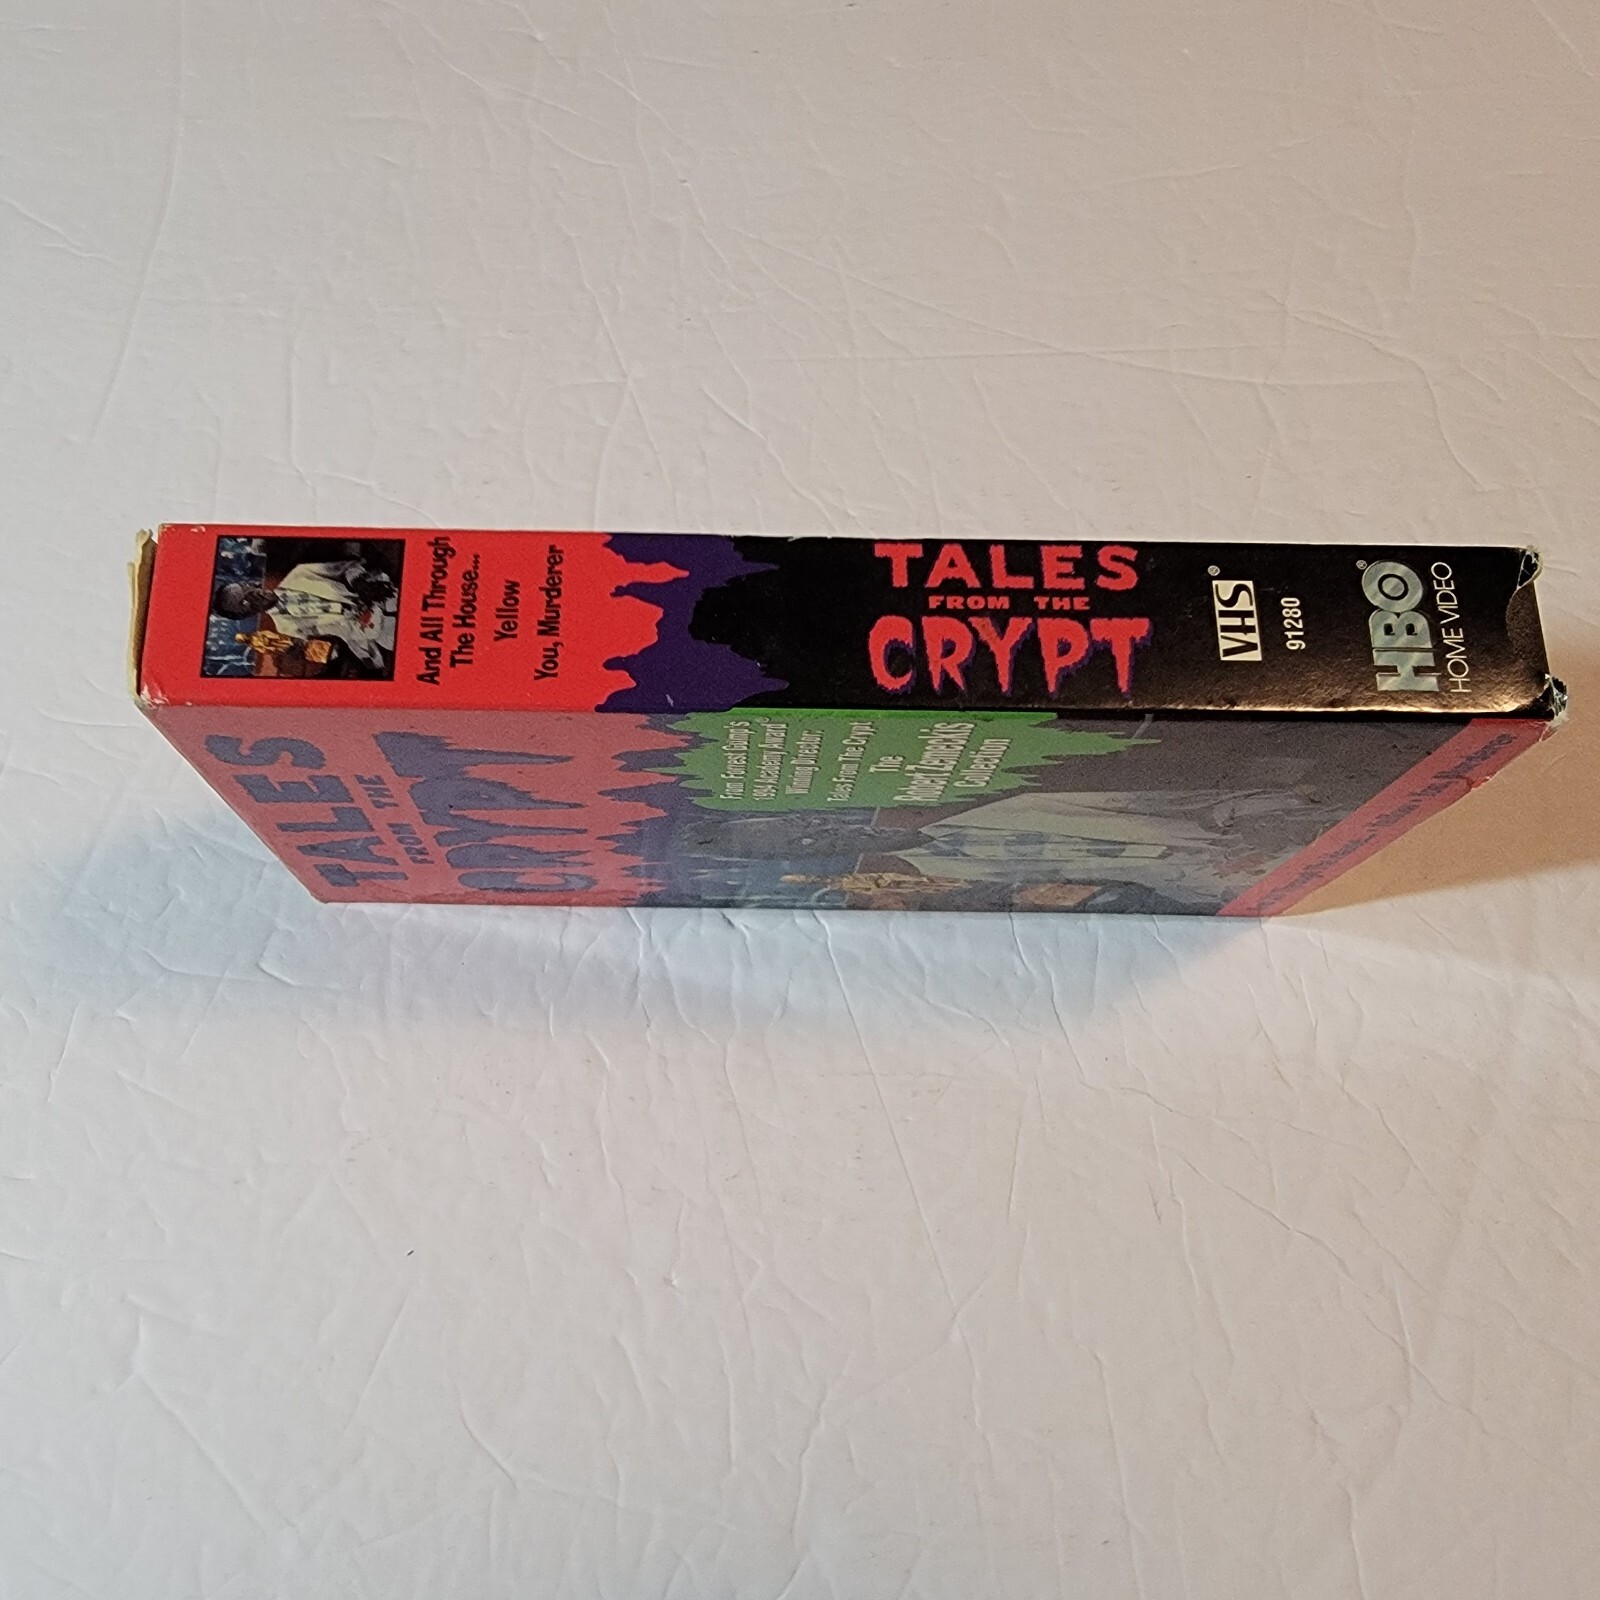 And All Through
The House...
Yellow
You, Murderer
TALES
FROM THE
CRYPT
VHS®
91280
HBO®
HOME VIDEO
TALES
FROM THE
CRYPT
From Forrest Gump's
1994 Academy Award®
Winning Director:
Tales From The Crypt
The
Robert Zemeckis
Collection